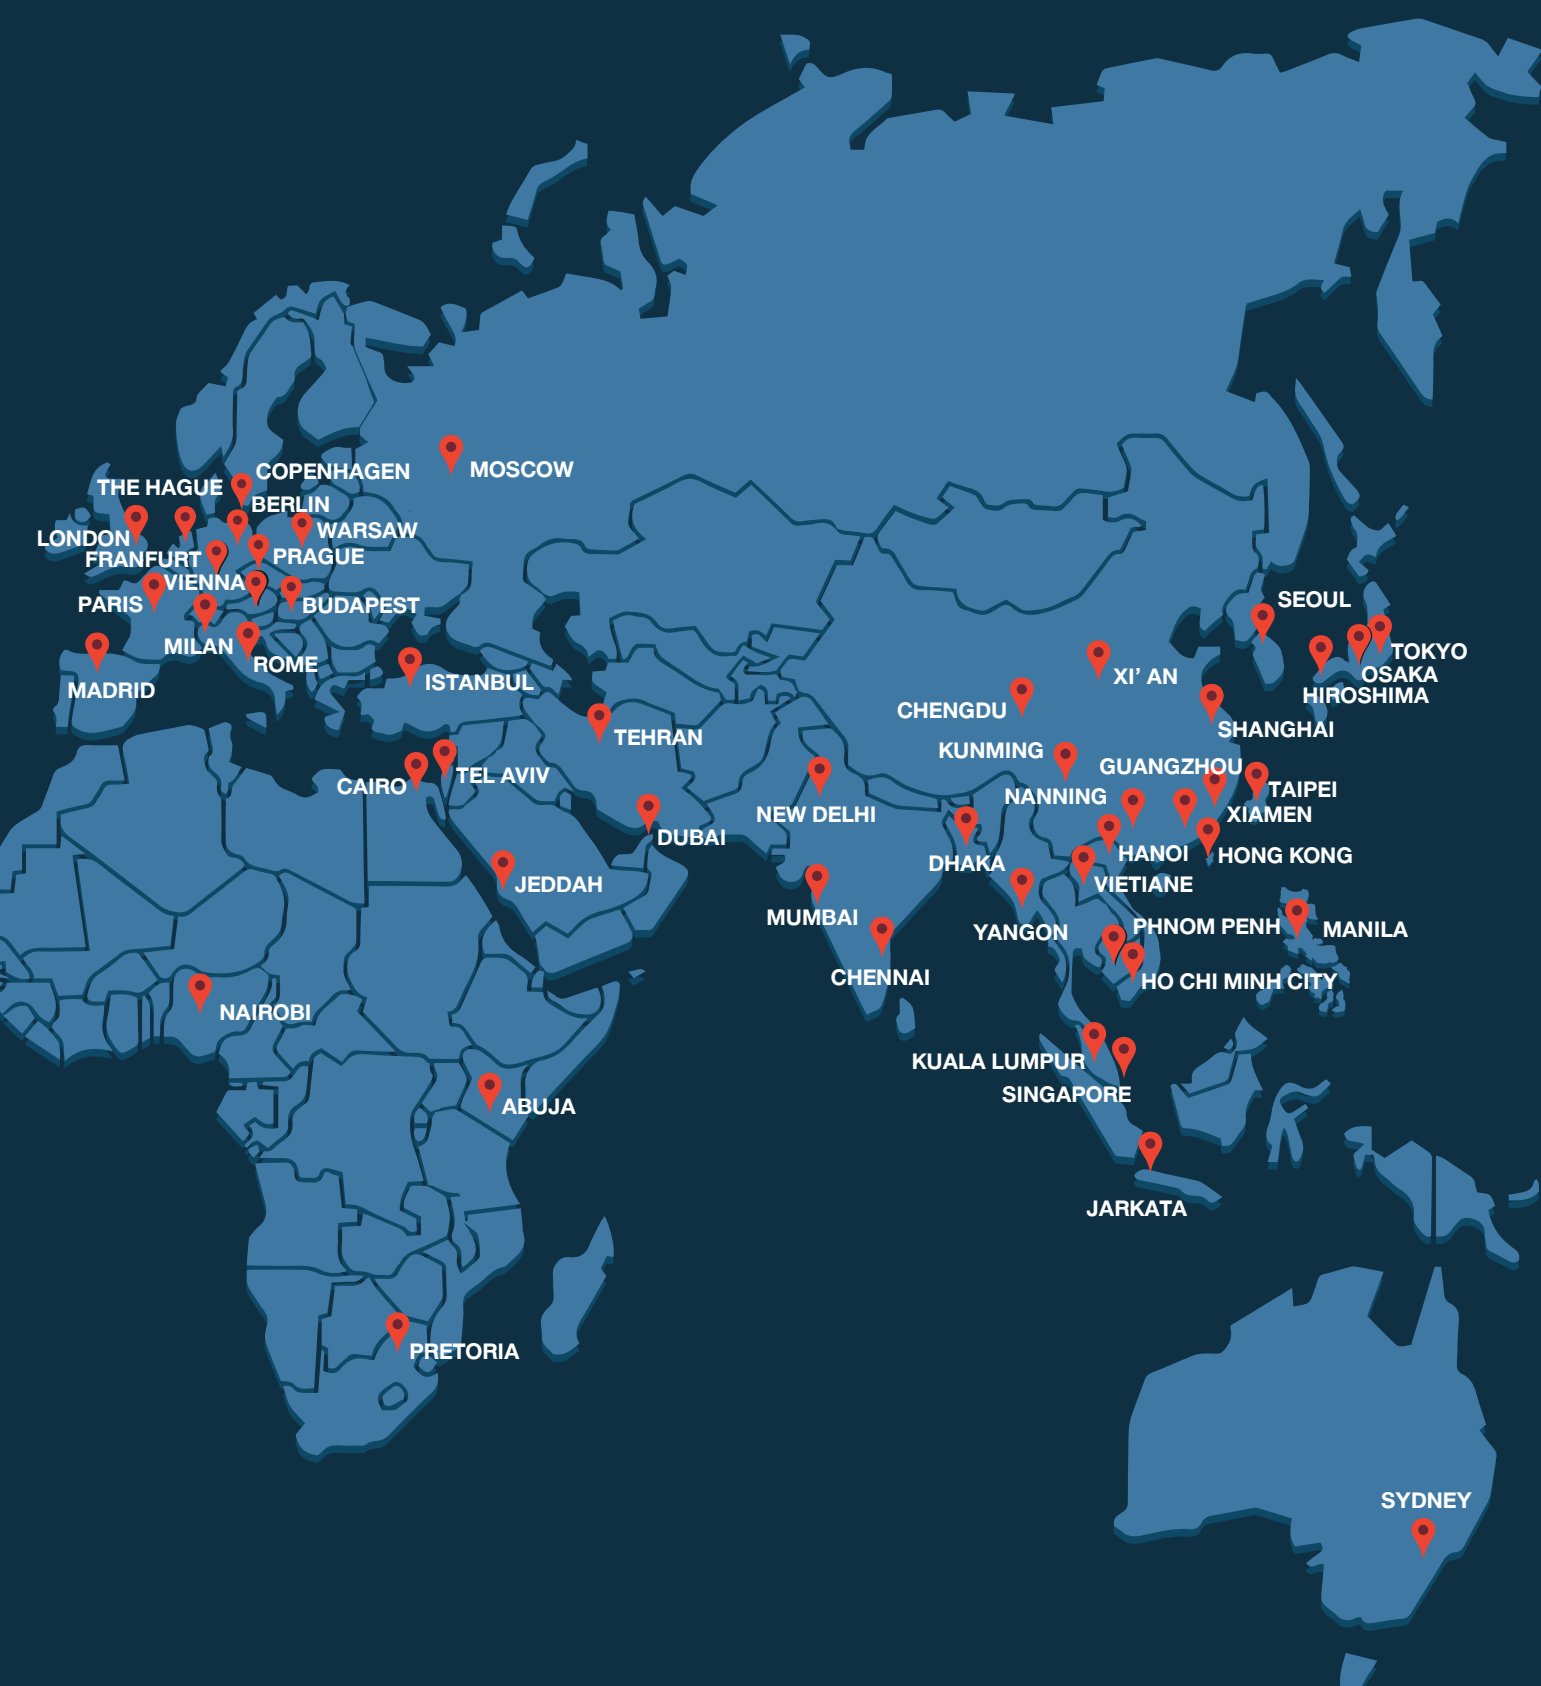 MOSCOW
COPENHAGEN
THE HAGUE
BERLIN
WARSAW
LONDON
FRANFURT
PRAGUE
VIENNA
PARIS
BUDAPEST
MILAN
ROME
MADRID
ISTANBUL
SEOUL
TOKYO
OSAKA
HIROSHIMA
XI' AN
CHENGDU
SHANGHAI
TEHRAN
KUNMING
GUANGZHOU
CAIRO
TEL AVIV
TAIPEI
NANNING
NEW DELHI
XIAMEN
DUBAI
HANOI
HONG KONG
DHAKA
JEDDAH
VIETIANE
MUMBAI
YANGON
PHNOM PENH
MANILA
CHENNAI
HO CHI MINH CITY
NAIROBI
KUALA LUMPUR
SINGAPORE
ABUJA
JARKATA
PRETORIA
SYDNEY